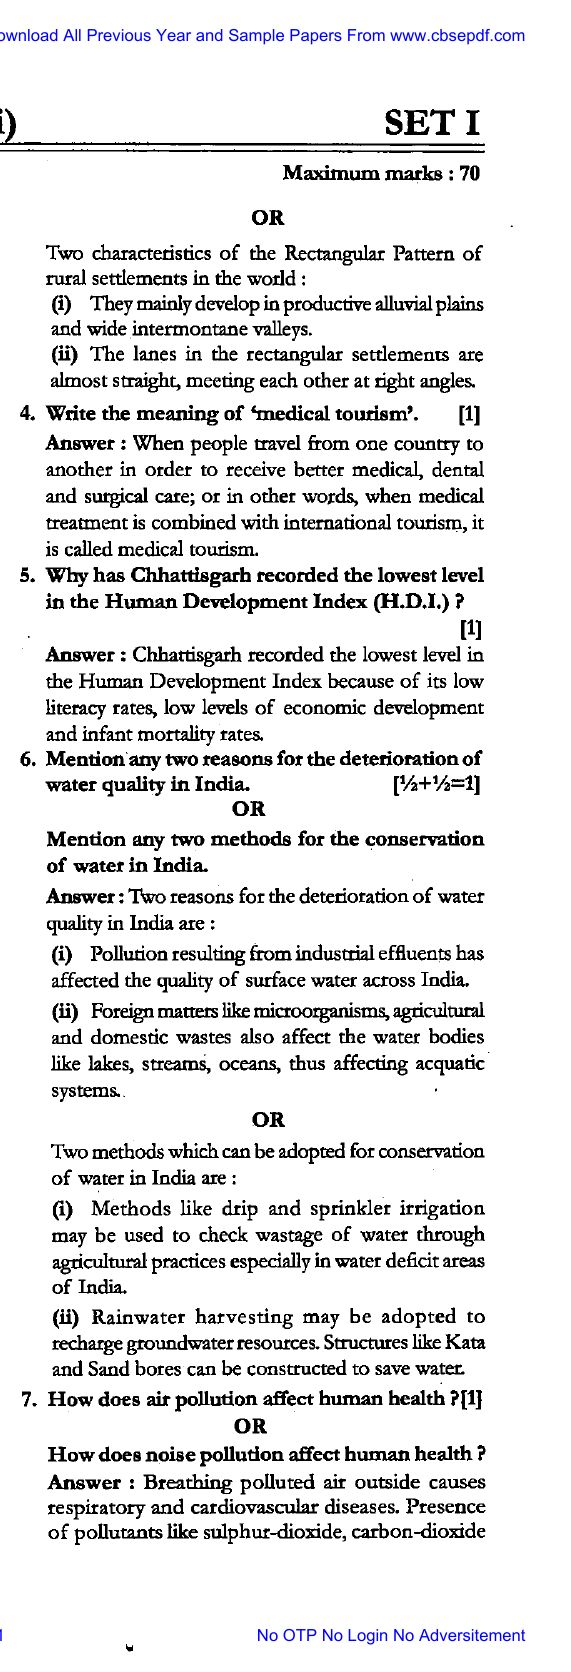 ownload All Previous Year and Sample Papers From www.cbsepdf.com
i)
SET I
Maximum marks : 70
OR
Two characteristics of the Rectangular Pattern of
rural settlements in the world :
(i) They mainly develop in productive alluvial plains
and wide intermontane valleys.
(ii) The lanes in the rectangular settlements are
almost straight, meeting each other at right angles.
4. Write the meaning of 'medical tourism'. [1]
Answer : When people travel from one country to
another in order to receive better medical, dental
and surgical care; or in other words, when medical
treatment is combined with international tourism, it
is called medical tourism.
5. Why has Chhattisgarh recorded the lowest level
in the Human Development Index (H.D.I.) ?
[1]
Answer : Chhattisgarh recorded the lowest level in
the Human Development Index because of its low
literacy rates, low levels of economic development
and infant mortality rates.
6. Mention any two reasons for the deterioration of
water quality in India. [½+½=1]
OR
Mention any two methods for the conservation
of water in India.
Answer : Two reasons for the deterioration of water
quality in India are :
(i) Pollution resulting from industrial effluents has
affected the quality of surface water across India.
(ii) Foreign matters like microorganisms, agricultural
and domestic wastes also affect the water bodies
like lakes, streams, oceans, thus affecting acquatic
systems.
OR
Two methods which can be adopted for conservation
of water in India are :
(i) Methods like drip and sprinkler irrigation
may be used to check wastage of water through
agricultural practices especially in water deficit areas
of India.
(ii) Rainwater harvesting may be adopted to
recharge groundwater resources. Structures like Kata
and Sand bores can be constructed to save water.
7. How does air pollution affect human health ?[1]
OR
How does noise pollution affect human health ?
Answer : Breathing polluted air outside causes
respiratory and cardiovascular diseases. Presence
of pollutants like sulphur-dioxide, carbon-dioxide
No OTP No Login No Adversitement